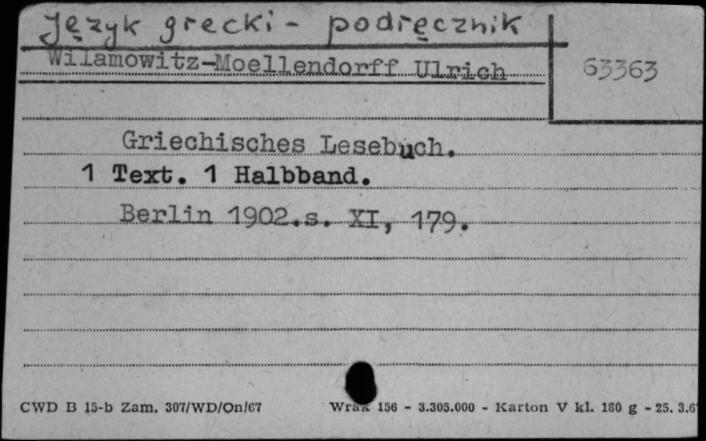 Język grecki - podręcznik
Wilamowitz-Moellendorff Ulrich
63363
Griechisches Lesebuch.
1 Text. 1 Halbband.
Berlin 1902.s. XI, 179.
CWD B 15-b Zam. 307/WD/On/67 Wrak 156 - 3.305.000 - Karton V kl. 180 g - 25. 3.6